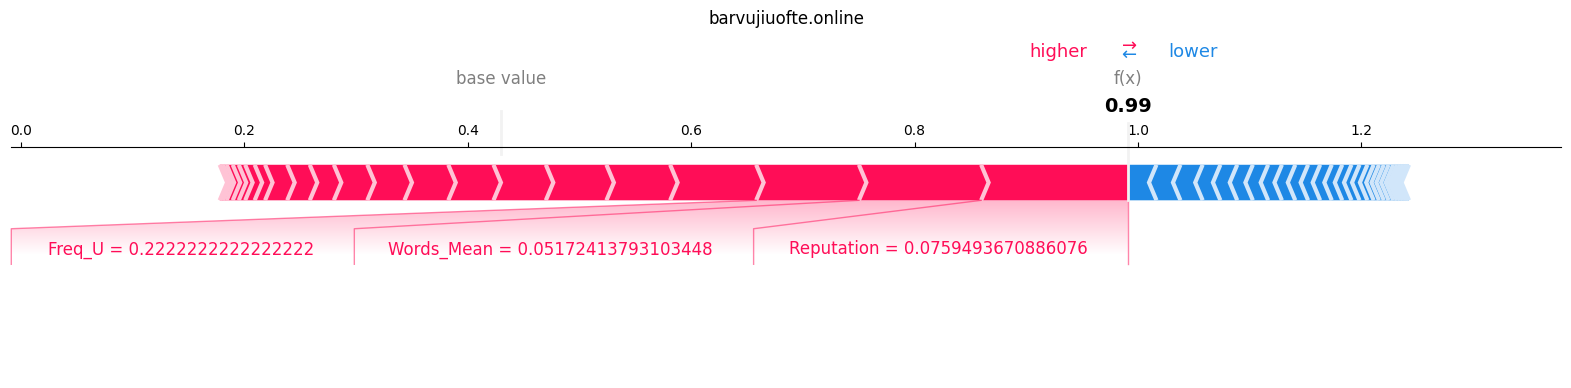 barvujiuofte.online
higher ⇄ lower
base value f(x)
0.99
0.0 0.2 0.4 0.6 0.8 1.0 1.2
Freq_U = 0.2222222222222222 Words_Mean = 0.05172413793103448 Reputation = 0.0759493670886076